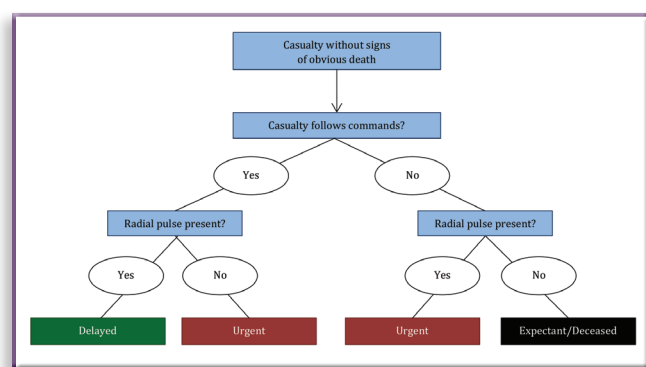 Casualty without signs
of obvious death
Casualty follows commands?
Yes
No
Radial pulse present?
Radial pulse present?
Yes
No
Yes
No
Delayed
Urgent
Urgent
Expectant/Deceased